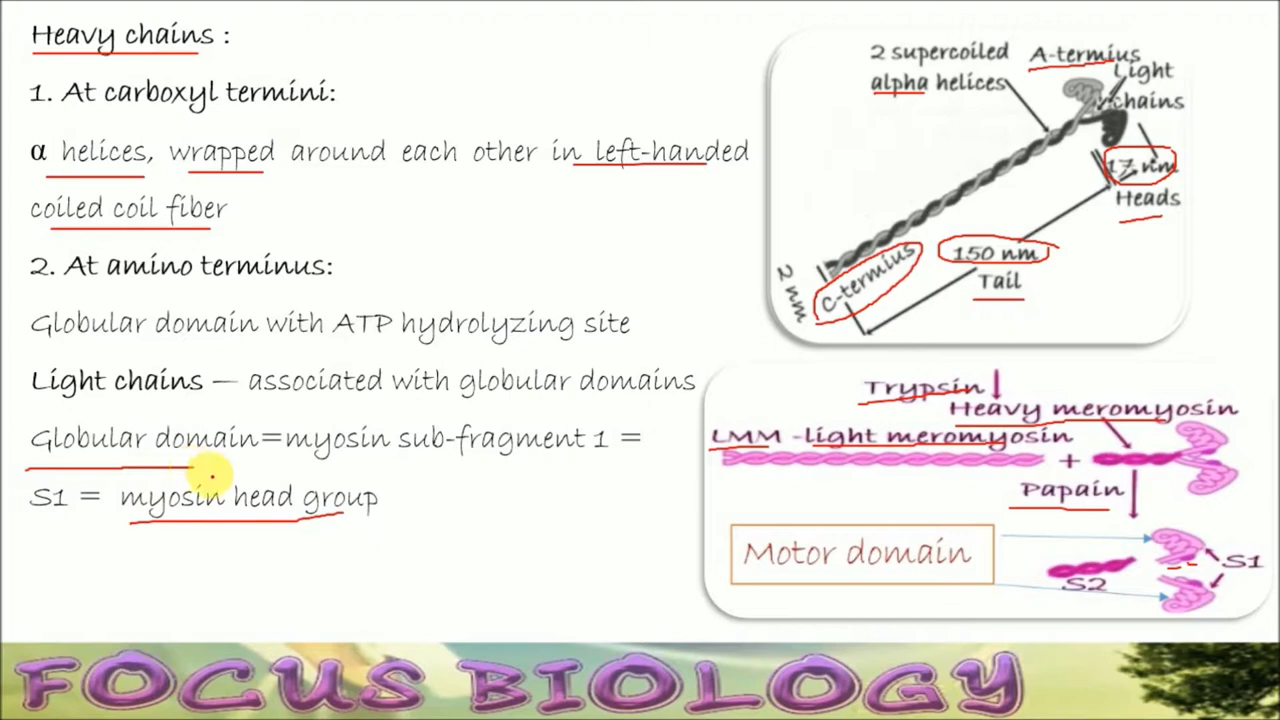 Heavy chains :
1. At carboxyl termini:
α helices, wrapped around each other in left-handed
coiled coil fiber
2. At amino terminus:
Globular domain with ATP hydrolyzing site
Light chains — associated with globular domains
Globular domain=myosin sub-fragment 1 =
S1 = myosin head group
2 supercoiled
alpha helices
A-termius
Light
chains
17 nm
Heads
150 nm
Tail
C-termius
2 nm
Trypsin
Heavy meromyosin
LMM -light meromyosin
+
Papain
Motor domain
S2
S1
FOCUS BIOLOGY